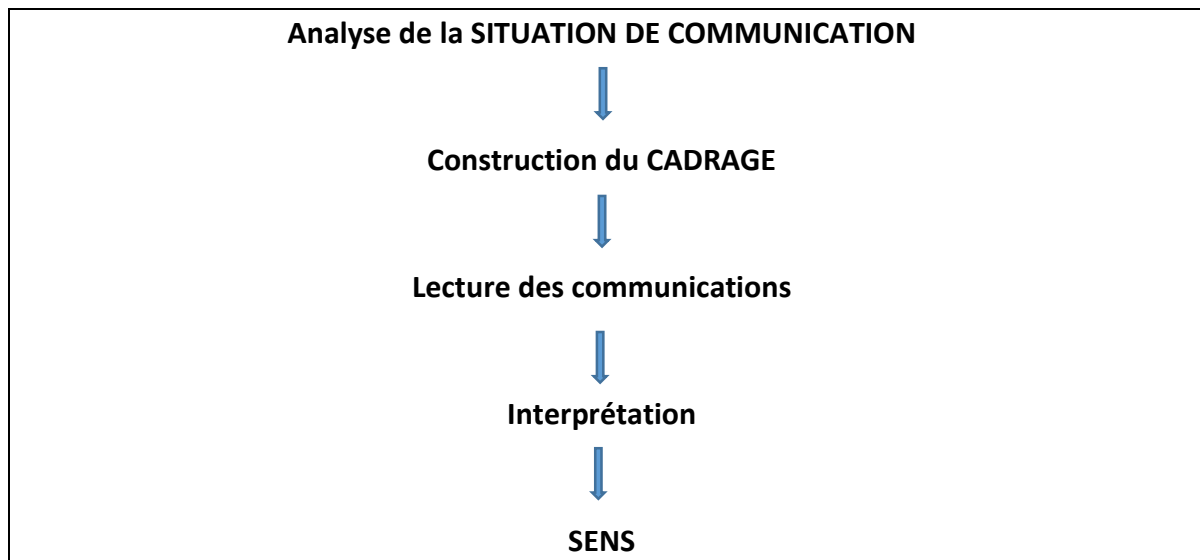 Analyse de la SITUATION DE COMMUNICATION
Construction du CADRAGE
Lecture des communications
Interprétation
SENS